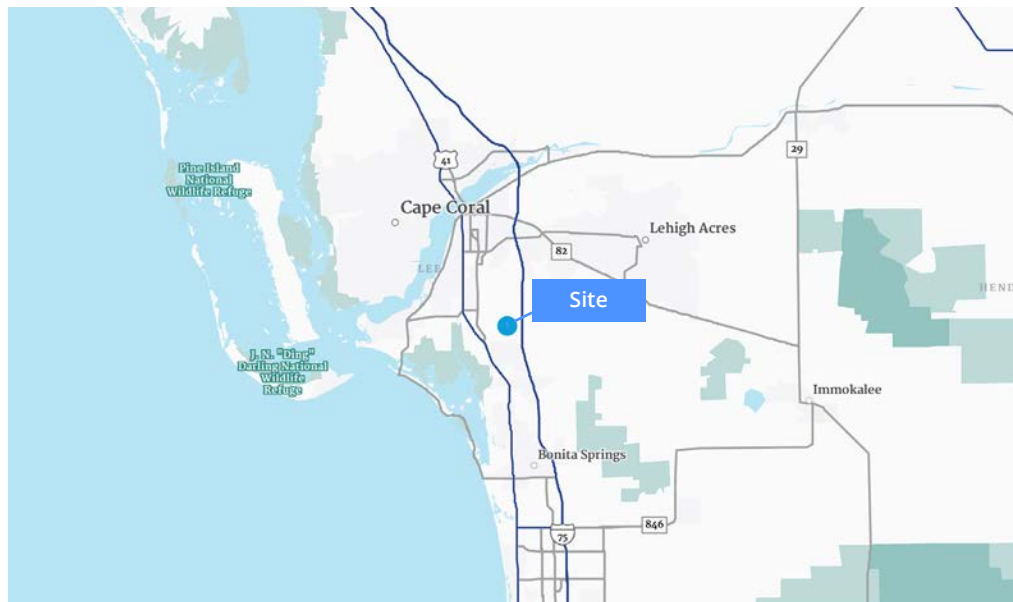 Pine Island
National
Wildlife Refuge
41
29
Cape Coral
Lehigh Acres
82
LEE
HEND
Site
J. N. "Ding"
Darling National
Wildlife
Refuge
Immokalee
Bonita Springs
846
75